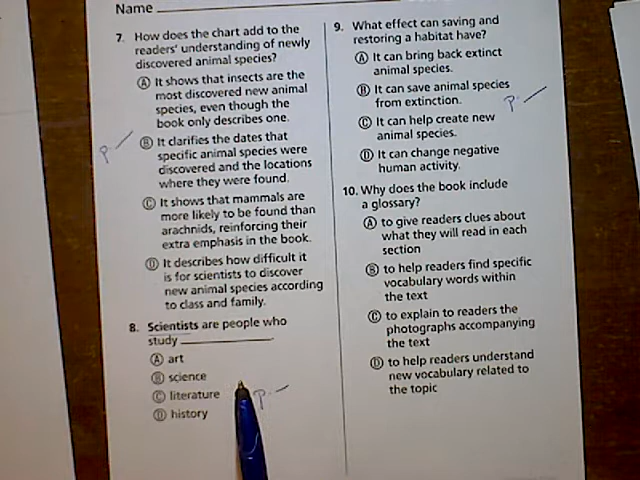 Name
7. How does the chart add to the
readers' understanding of newly
discovered animal species?
Ⓐ It shows that insects are the
most discovered new animal
species, even though the
book only describes one.
Ⓑ It clarifies the dates that
specific animal species were
discovered and the locations
where they were found.
Ⓒ It shows that mammals are
more likely to be found than
arachnids, reinforcing their
extra emphasis in the book.
Ⓓ It describes how difficult it
is for scientists to discover
new animal species according
to class and family.
8. Scientists are people who
study
Ⓐ art
Ⓑ science
Ⓒ literature
Ⓓ history
9. What effect can saving and
restoring a habitat have?
Ⓐ It can bring back extinct
animal species.
Ⓑ It can save animal species
from extinction.
Ⓒ It can help create new
animal species.
Ⓓ It can change negative
human activity.
10. Why does the book include
a glossary?
Ⓐ to give readers clues about
what they will read in each
section
Ⓑ to help readers find specific
vocabulary words within
the text
Ⓒ to explain to readers the
photographs accompanying
the text
Ⓓ to help readers understand
new vocabulary related to
the topic